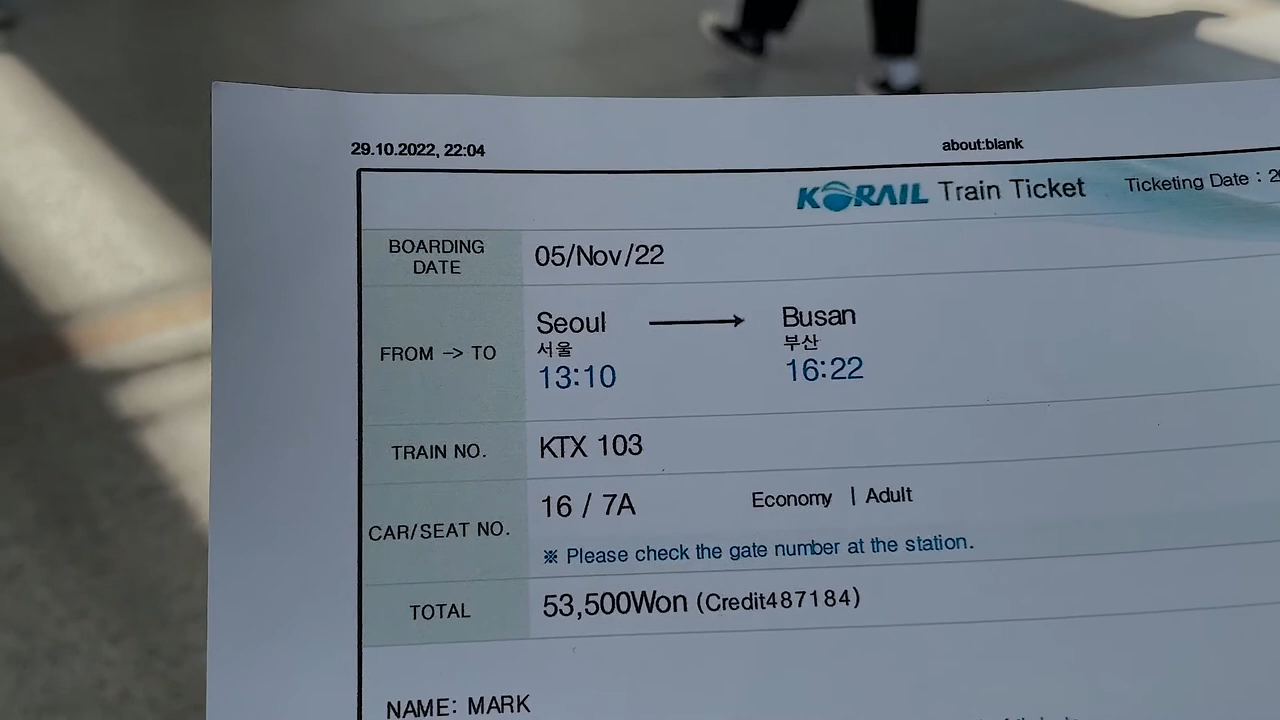 29.10.2022, 22:04 about:blank
KORAIL Train Ticket Ticketing Date :
BOARDING DATE 05/Nov/22
FROM -> TO
Seoul → Busan
서울 부산
13:10 16:22
TRAIN NO. KTX 103
CAR/SEAT NO. 16 / 7A Economy | Adult
※ Please check the gate number at the station.
TOTAL 53,500Won (Credit487184)
NAME: MARK